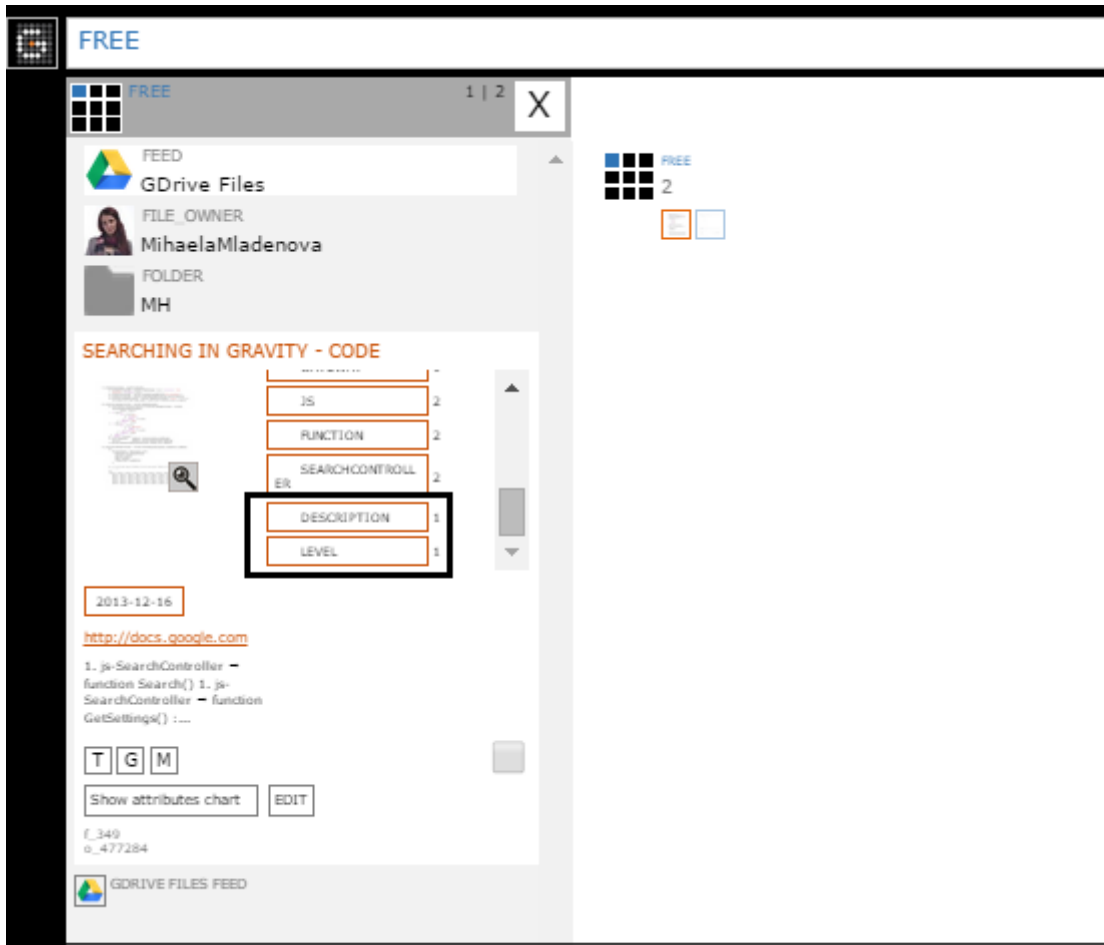 FREE
FREE
1 | 2
X
FEED
GDrive Files
FILE_OWNER
MihaelaMladenova
FOLDER
MH
FREE
2
SEARCHING IN GRAVITY - CODE
JS
2
FUNCTION
2
SEARCHCONTROLL
ER
2
DESCRIPTION
1
LEVEL
1
2013-12-16
http://docs.google.com
1. js-SearchController –
function Search() 1. js-
SearchController – function
GetSettings() :...
T G M
Show attributes chart
EDIT
f_349
o_477284
GDRIVE FILES FEED